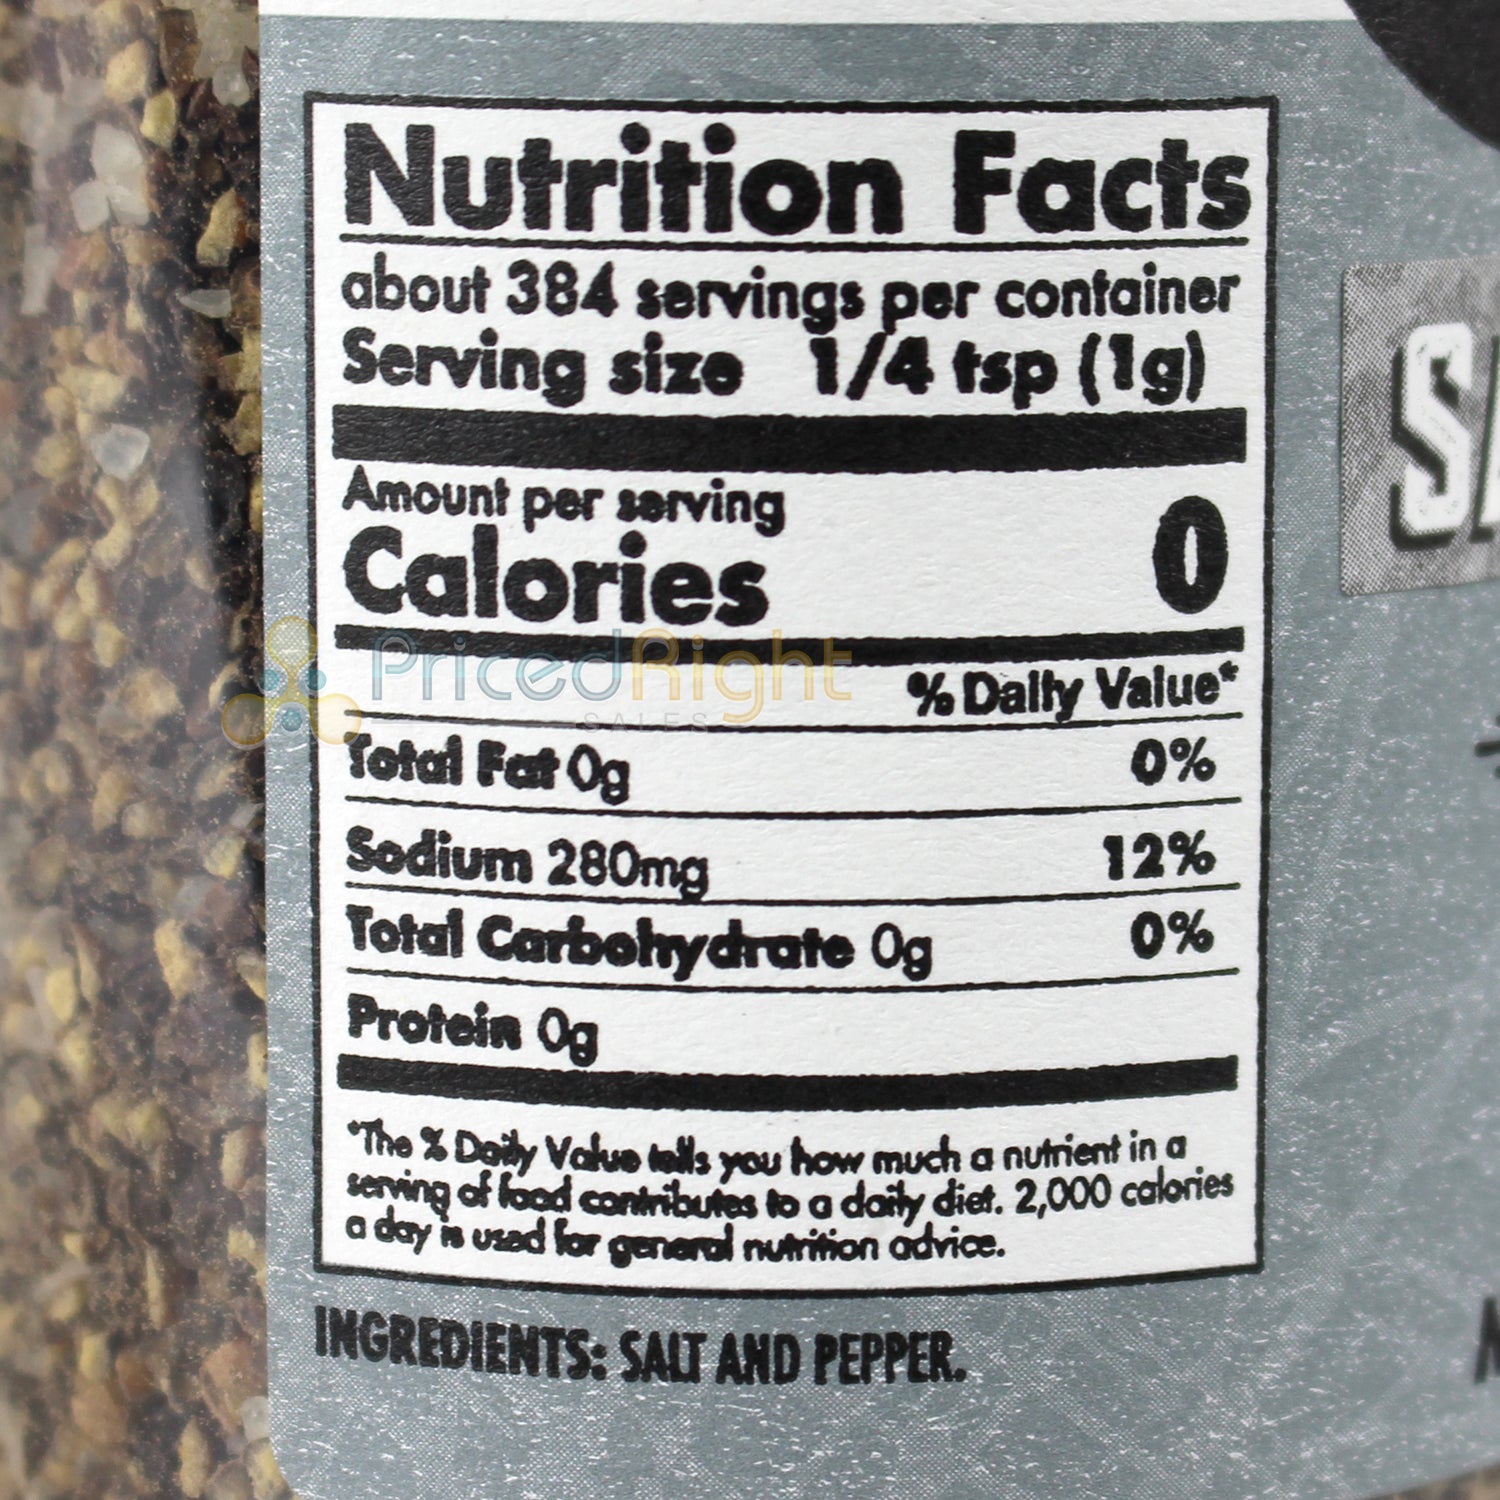 Nutrition Facts
about 384 servings per container
Serving size 1/4 tsp (1g)
Amount per serving
Calories 0
PricedRight
SALES
% Daily Value*
Total Fat 0g 0%
Sodium 280mg 12%
Total Carbohydrate 0g 0%
Protein 0g
*The % Daily Value tells you how much a nutrient in a
serving of food contributes to a daily diet. 2,000 calories
a day is used for general nutrition advice.
INGREDIENTS: SALT AND PEPPER.